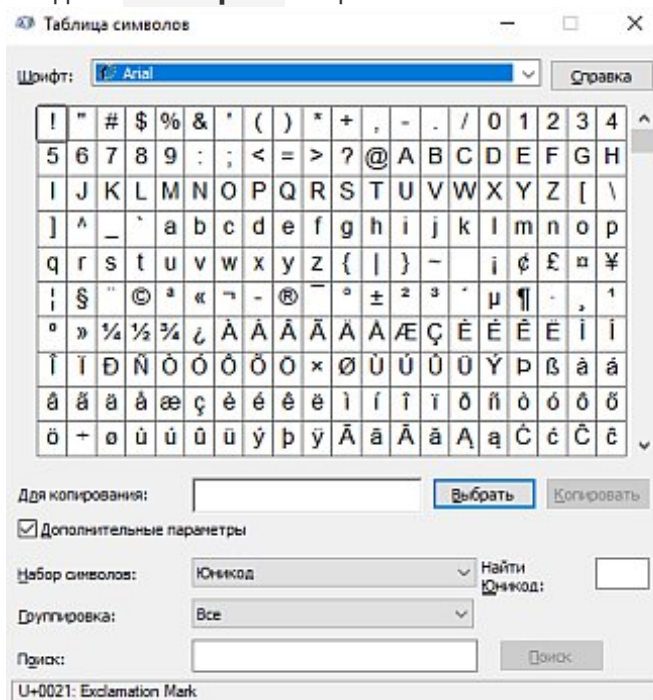 Таблица символов
Шрифт: Arial Справка
! " # $ % & ' ( ) * + , - . / 0 1 2 3 4
5 6 7 8 9 : ; < = > ? @ A B C D E F G H
I J K L M N O P Q R S T U V W X Y Z [ \
] ^ _ ` a b c d e f g h i j k l m n o p
q r s t u v w x y z { | } ~ ¡ ¢ £ ¤ ¥
¦ § ¨ © ª « ¬ - ® ¯ ° ± ² ³ ´ µ ¶ · ¸ ¹
º » ¼ ½ ¾ ¿ À Á Â Ã Ä Å Æ Ç È É Ê Ë Ì Í
Î Ï Ð Ñ Ò Ó Ô Õ Ö × Ø Ù Ú Û Ü Ý Þ ß à á
â ã ä å æ ç è é ê ë ì í î ï ð ñ ò ó ô õ
ö ÷ ø ù ú û ü ý þ ÿ Ā ā Ă ă Ą ą Ć ć Ĉ ĉ
Для копирования: Выбрать Копировать
Дополнительные параметры
Набор символов: Юникод Найти Юникод:
Группировка: Все
Поиск: Поиск
U+0021: Exclamation Mark